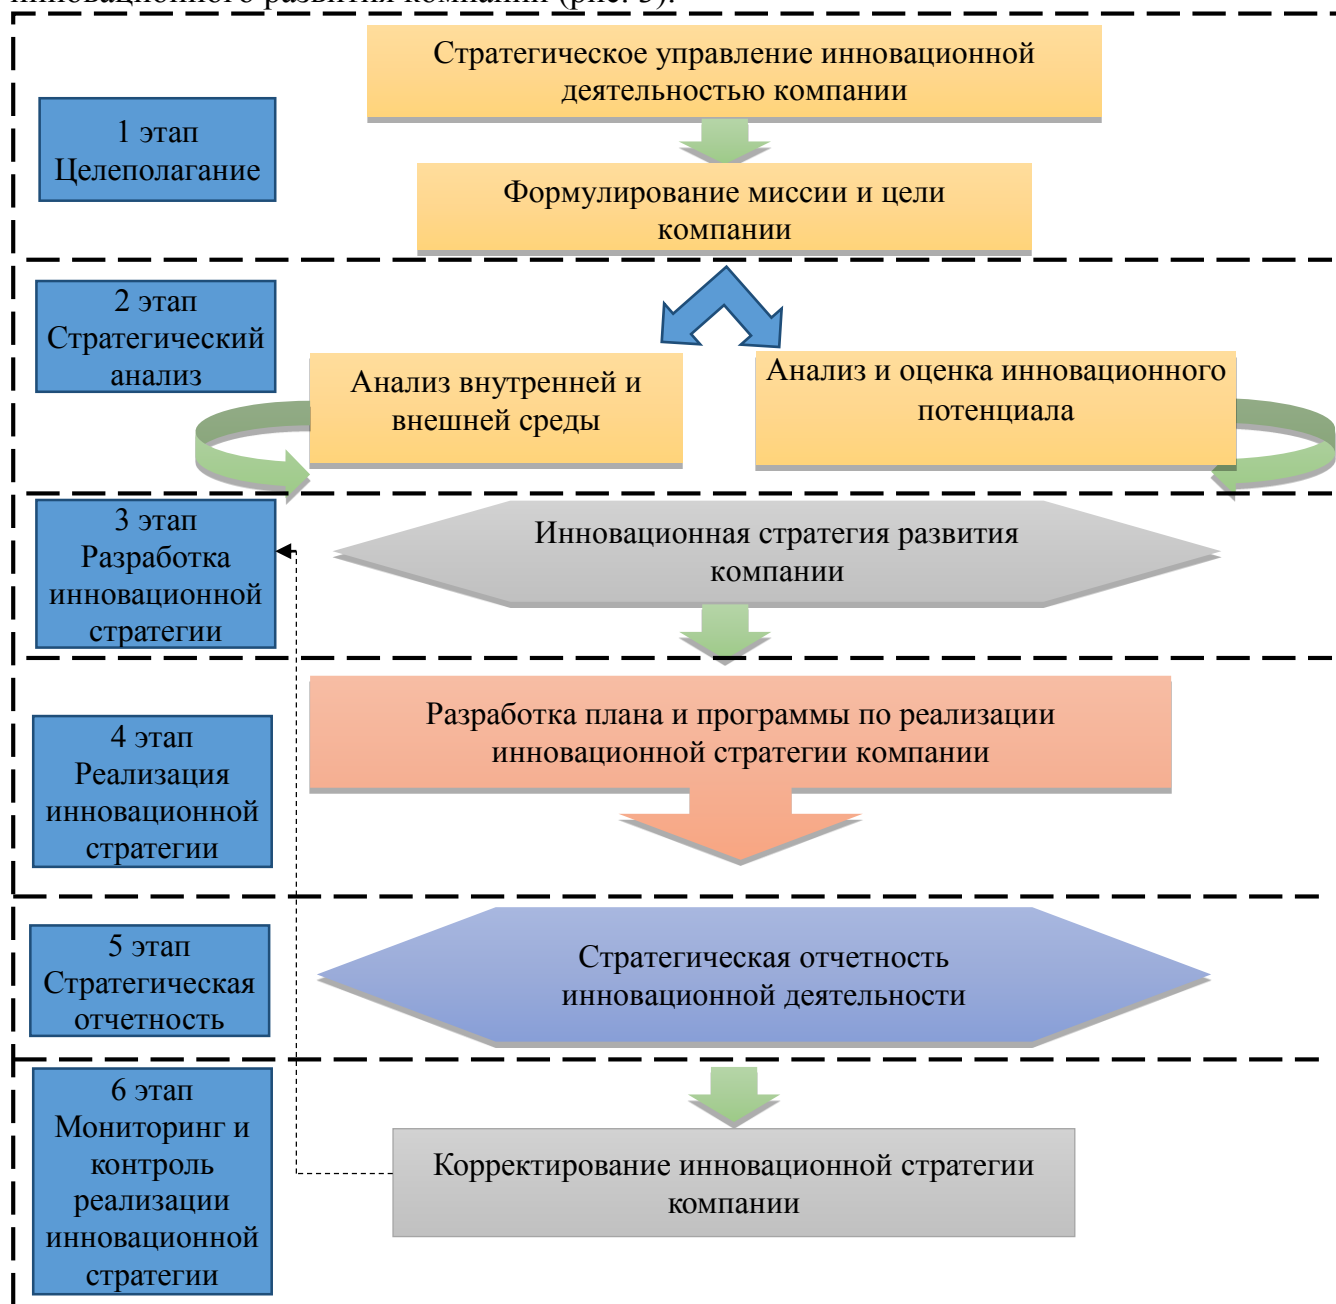 инновационного развития компании (рис. 3).
Стратегическое управление инновационной
деятельностью компании
1 этап
Целеполагание
Формулирование миссии и цели
компании
2 этап
Стратегический
анализ
Анализ внутренней и
внешней среды
Анализ и оценка инновационного
потенциала
3 этап
Разработка
инновационной
стратегии
Инновационная стратегия развития
компании
4 этап
Реализация
инновационной
стратегии
Разработка плана и программы по реализации
инновационной стратегии компании
5 этап
Стратегическая
отчетность
Стратегическая отчетность
инновационной деятельности
6 этап
Мониторинг и
контроль
реализации
инновационной
стратегии
Корректирование инновационной стратегии
компании